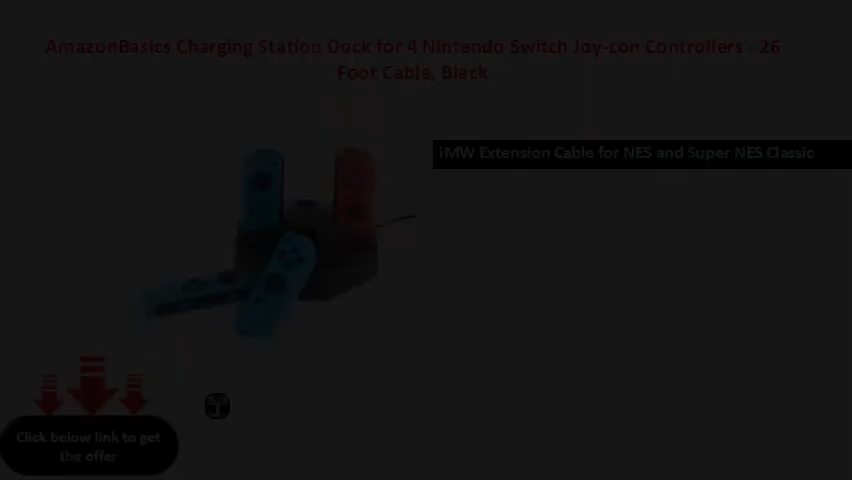 AmazonBasics Charging Station Dock for 4 Nintendo Switch Joy-con Controllers - 26
Foot Cable, Black
IMW Extension Cable for NES and Super NES Classic
Click below link to get
the offer